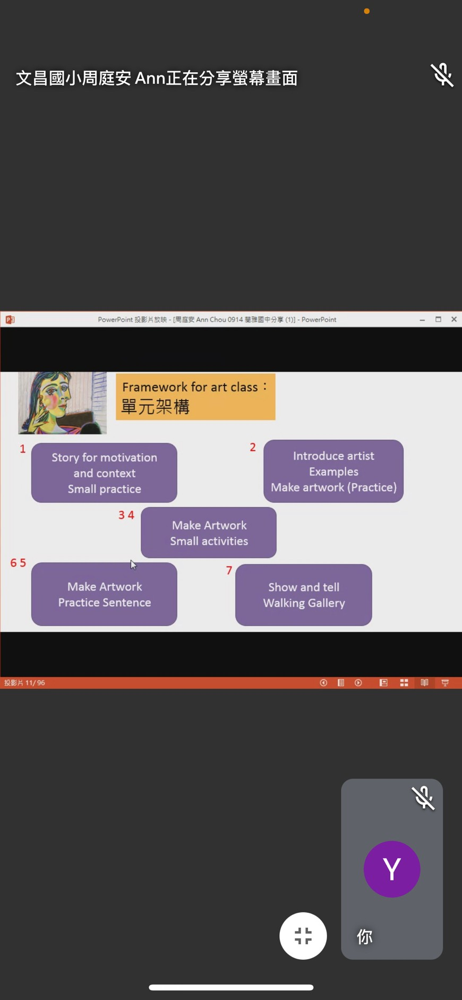 文昌國小周庭安 Ann正在分享螢幕畫面
PowerPoint 投影片放映 - [周庭安 Ann Chou 0914 蘭雅國中分享 (1)] - PowerPoint
Framework for art class：
單元架構
1
Story for motivation
and context
Small practice
2
Introduce artist
Examples
Make artwork (Practice)
3 4
Make Artwork
Small activities
6 5
Make Artwork
Practice Sentence
7
Show and tell
Walking Gallery
投影片 11/ 96
Y
你